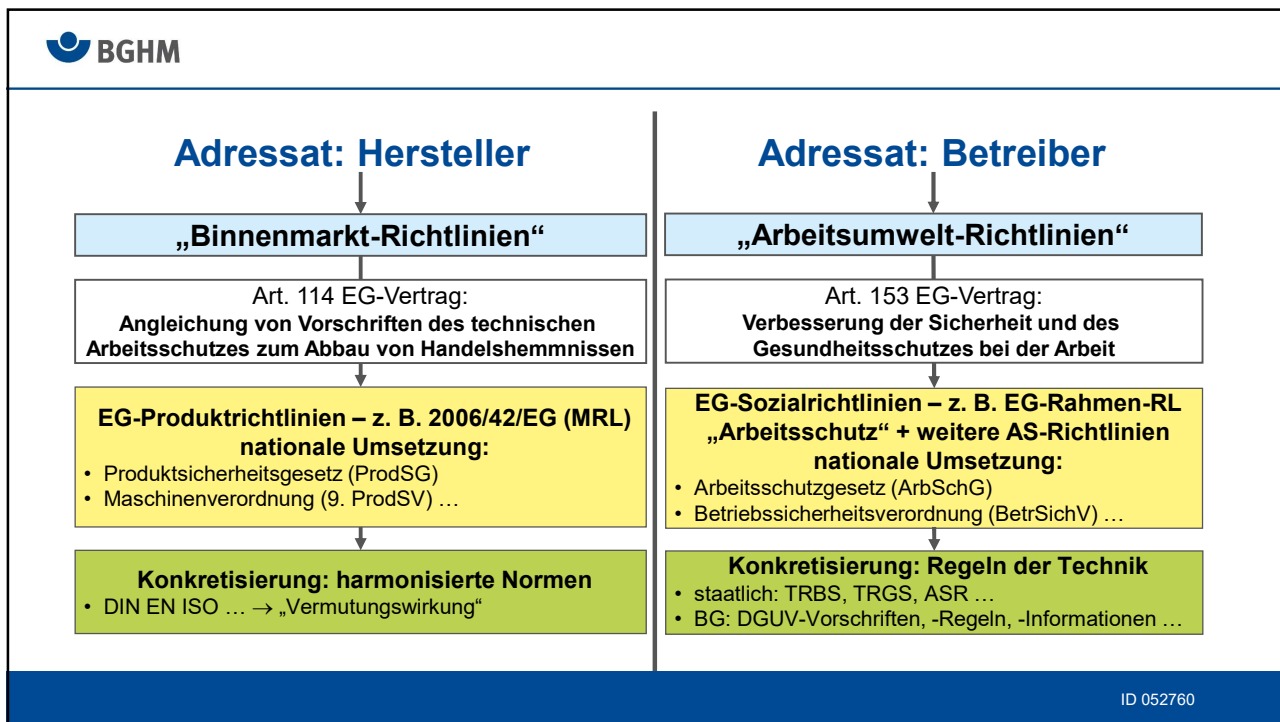 BGHM
Adressat: Hersteller
„Binnenmarkt-Richtlinien“
Art. 114 EG-Vertrag:
Angleichung von Vorschriften des technischen
Arbeitsschutzes zum Abbau von Handelshemmnissen
EG-Produktrichtlinien – z. B. 2006/42/EG (MRL)
nationale Umsetzung:
• Produktsicherheitsgesetz (ProdSG)
• Maschinenverordnung (9. ProdSV) …
Konkretisierung: harmonisierte Normen
• DIN EN ISO … → „Vermutungswirkung“
Adressat: Betreiber
„Arbeitsumwelt-Richtlinien“
Art. 153 EG-Vertrag:
Verbesserung der Sicherheit und des
Gesundheitsschutzes bei der Arbeit
EG-Sozialrichtlinien – z. B. EG-Rahmen-RL
„Arbeitsschutz“ + weitere AS-Richtlinien
nationale Umsetzung:
• Arbeitsschutzgesetz (ArbSchG)
• Betriebssicherheitsverordnung (BetrSichV) …
Konkretisierung: Regeln der Technik
• staatlich: TRBS, TRGS, ASR …
• BG: DGUV-Vorschriften, -Regeln, -Informationen …
ID 052760